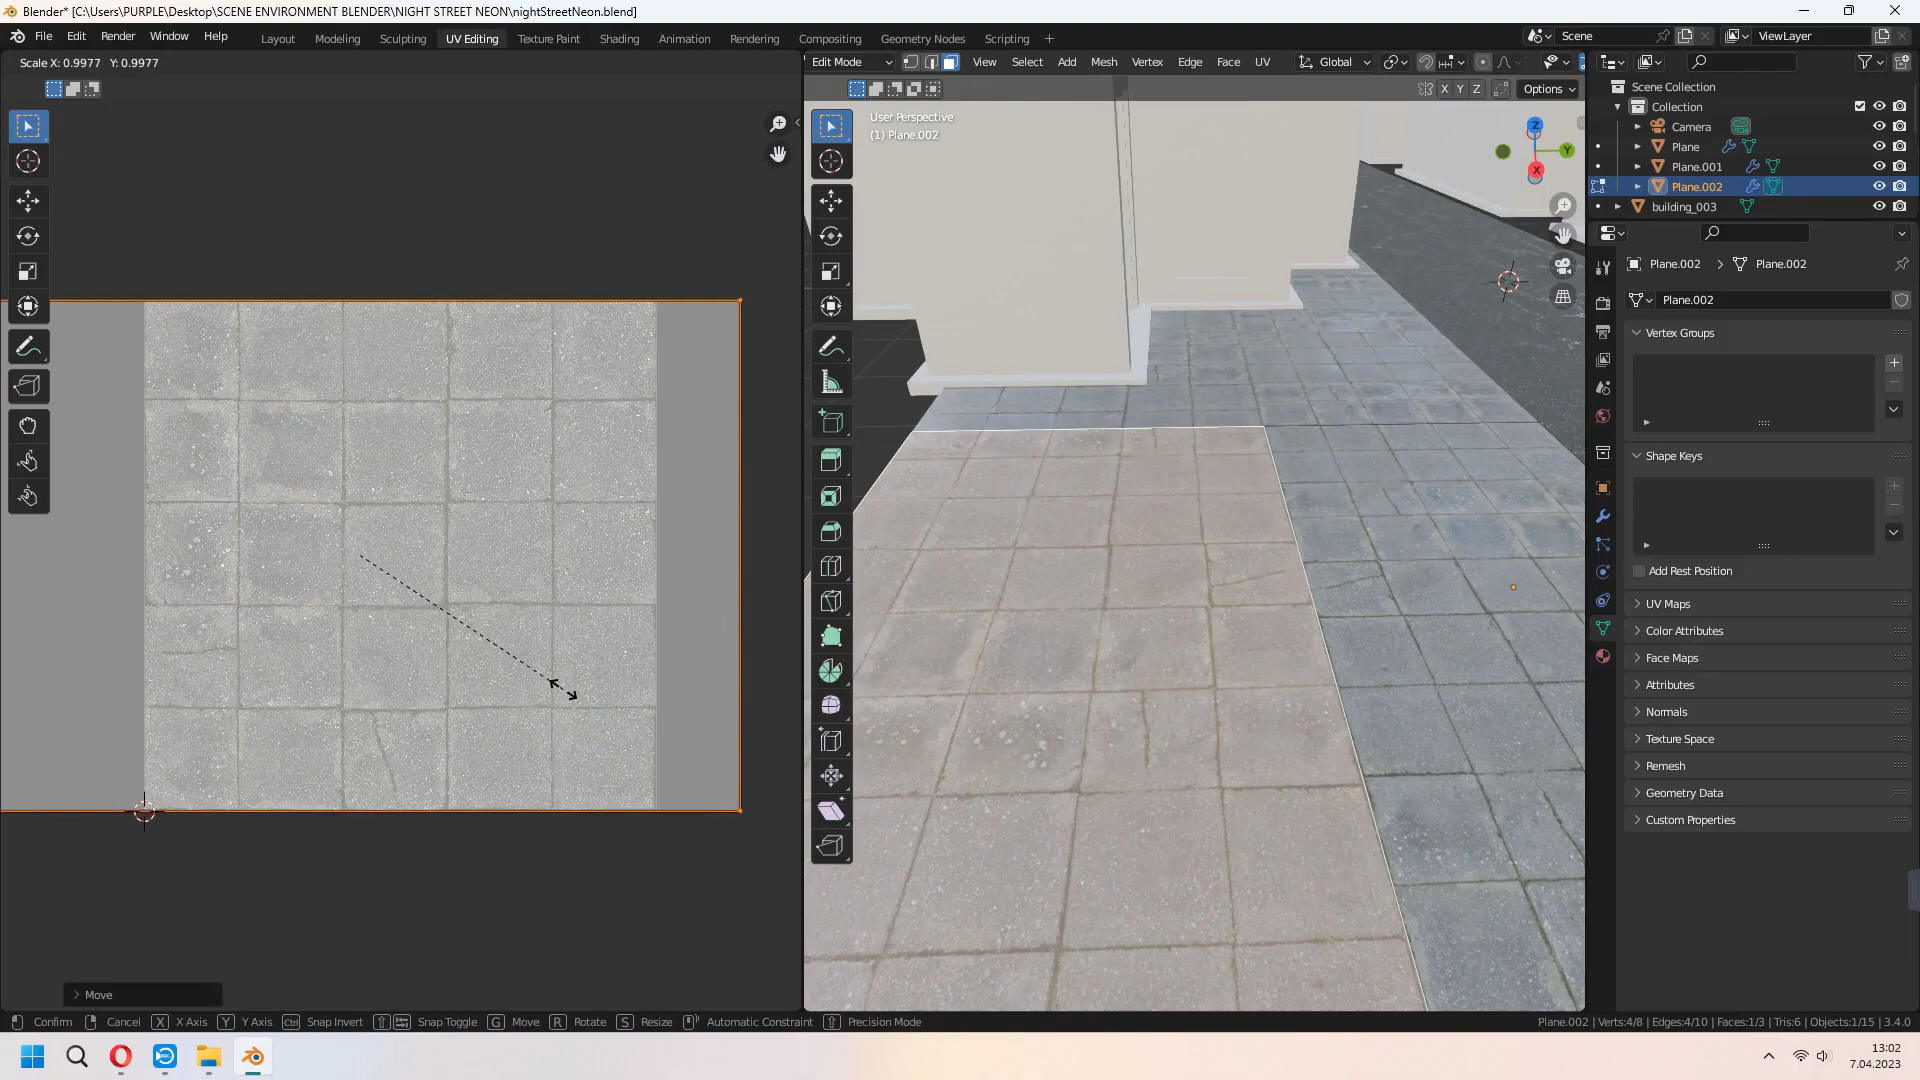 Blender* [C:\Users\PURPLE\Desktop\SCENE ENVIRONMENT BLENDER\NIGHT STREET NEON\nightStreetNeon.blend]
File Edit Render Window Help Layout Modeling Sculpting UV Editing Texture Paint Shading Animation Rendering Compositing Geometry Nodes Scripting + Scene ViewLayer
Scale X: 0.9977 Y: 0.9977
Edit Mode View Select Add Mesh Vertex Edge Face UV Global
X Y Z Options
User Perspective
(1) Plane.002
Z
Y
X
Scene Collection
Collection
Camera
Plane
Plane.001
Plane.002
building_003
Plane.002 > Plane.002
Plane.002
Vertex Groups
Shape Keys
Add Rest Position
UV Maps
Color Attributes
Face Maps
Attributes
Normals
Texture Space
Remesh
Geometry Data
Custom Properties
Move
Confirm Cancel X X Axis Y Y Axis Ctrl Snap Invert Snap Toggle G Move R Rotate S Resize Automatic Constraint Precision Mode
Plane.002 | Verts:4/8 | Edges:4/10 | Faces:1/3 | Tris:6 | Objects:1/15 | 3.4.0
13:02
7.04.2023